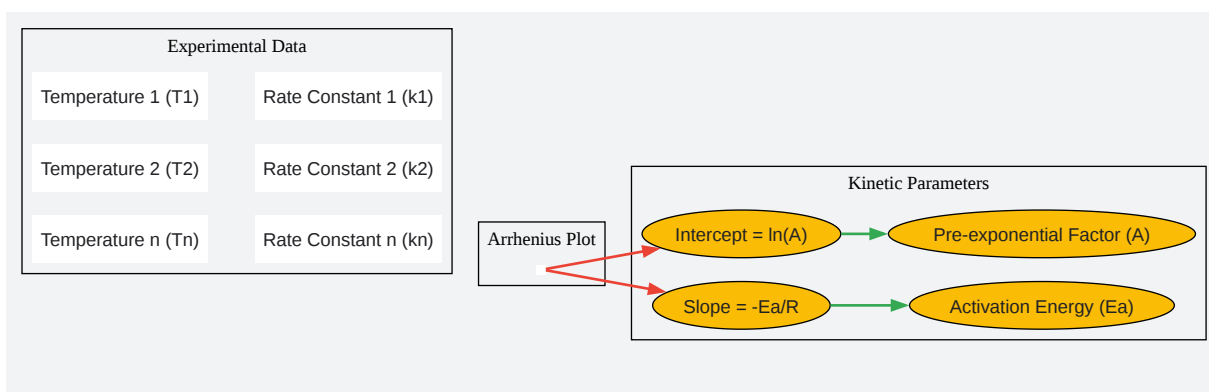 Experimental Data
Temperature 1 (T1)
Rate Constant 1 (k1)
Temperature 2 (T2)
Rate Constant 2 (k2)
Temperature n (Tn)
Rate Constant n (kn)
Arrhenius Plot
Kinetic Parameters
Intercept = ln(A)
Pre-exponential Factor (A)
Slope = -Ea/R
Activation Energy (Ea)